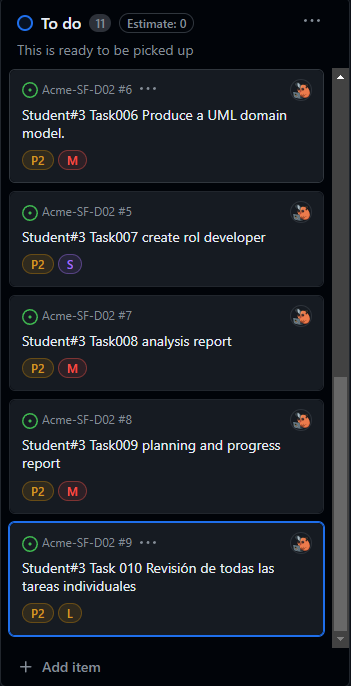 To do 11 Estimate: 0 ...
This is ready to be picked up
Acme-SF-D02 #6 ...
Student#3 Task006 Produce a UML domain
model.
P2 M
Acme-SF-D02 #5
Student#3 Task007 create rol developer
P2 S
Acme-SF-D02 #7
Student#3 Task008 analysis report
P2 M
Acme-SF-D02 #8
Student#3 Task009 planning and progress
report
P2 M
Acme-SF-D02 #9 ...
Student#3 Task 010 Revisión de todas las
tareas individuales
P2 L
+ Add item